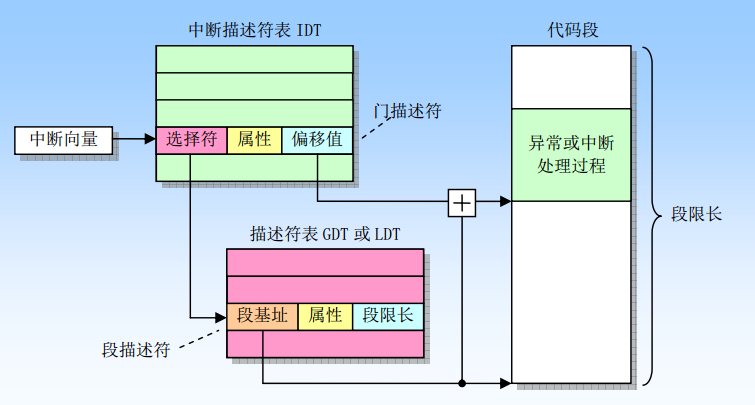 中断描述符表 IDT
代码段
门描述符
中断向量
选择符
属性
偏移值
异常或中断
处理过程
段限长
描述符表 GDT 或 LDT
段基址
属性
段限长
段描述符